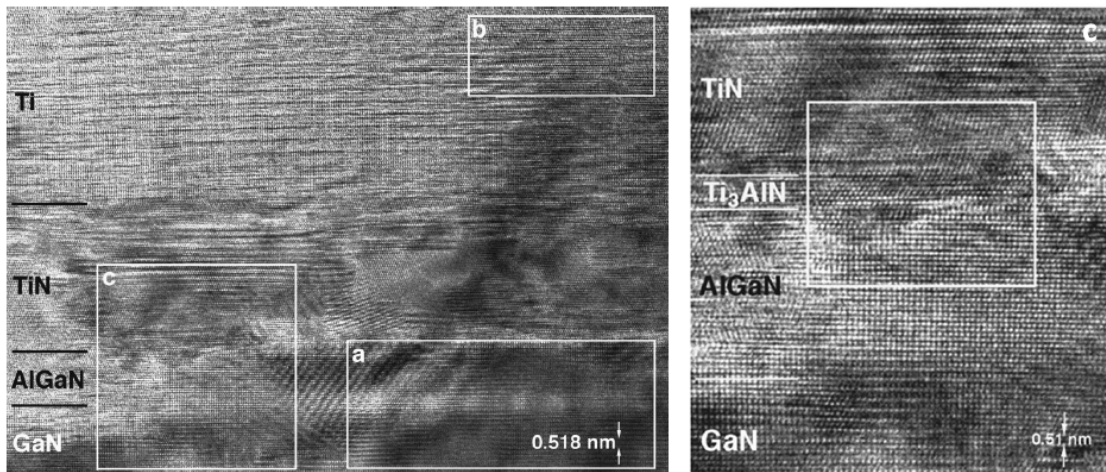 b
Ti
TiN
c
a
AlGaN
GaN
0.518 nm
c
TiN
Ti₃AlN
AlGaN
GaN
0.51 nm